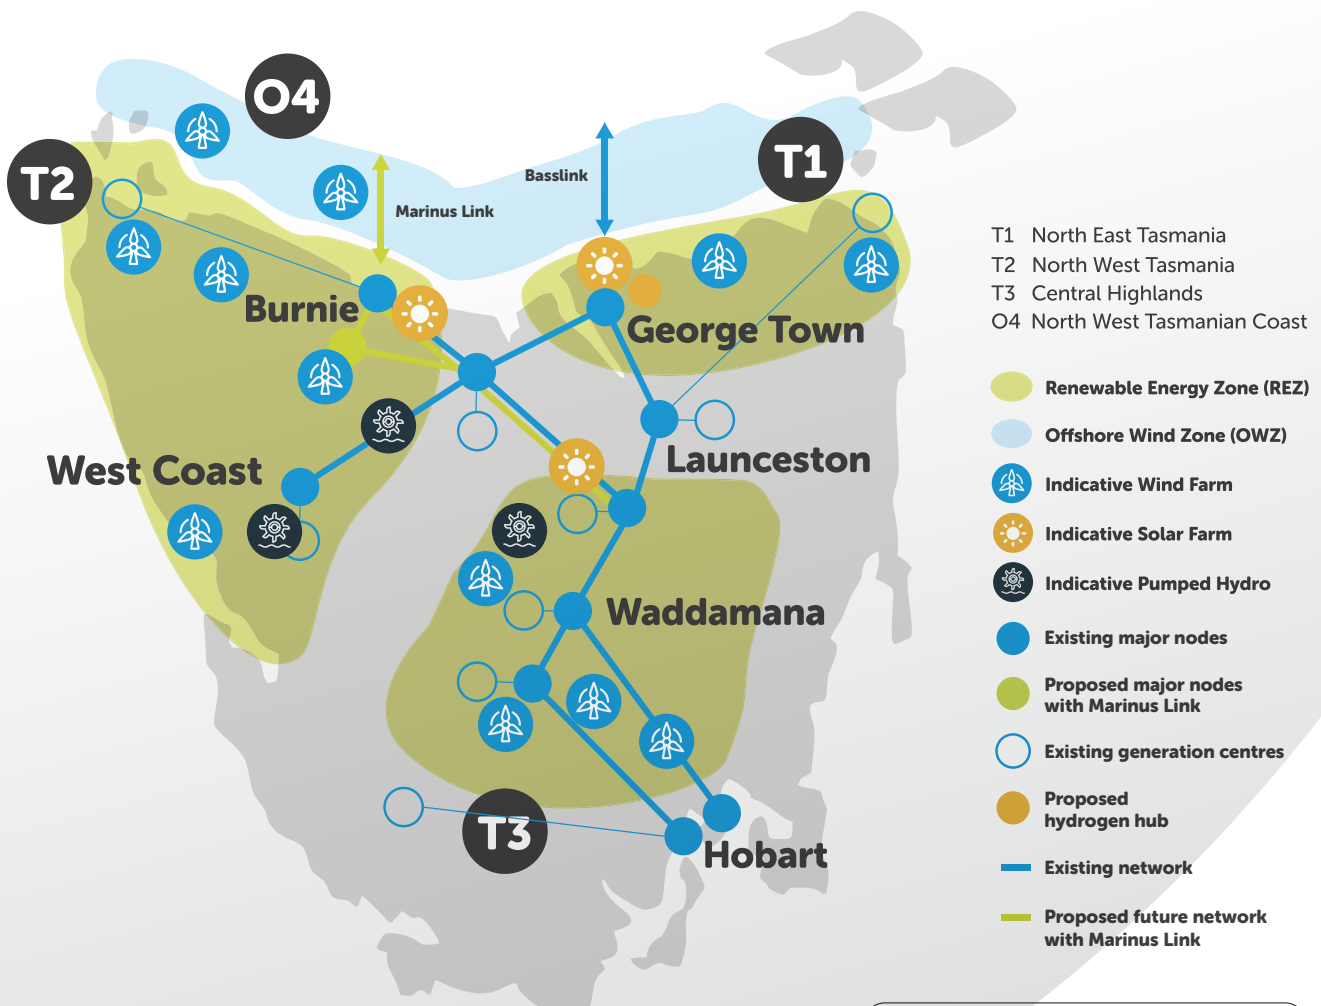 O4
T1
T2
Basslink
Marinus Link
Burnie
George Town
West Coast
Launceston
Waddamana
T3
Hobart
T1 North East Tasmania
T2 North West Tasmania
T3 Central Highlands
O4 North West Tasmanian Coast
Renewable Energy Zone (REZ)
Offshore Wind Zone (OWZ)
Indicative Wind Farm
Indicative Solar Farm
Indicative Pumped Hydro
Existing major nodes
Proposed major nodes
with Marinus Link
Existing generation centres
Proposed
hydrogen hub
Existing network
Proposed future network
with Marinus Link